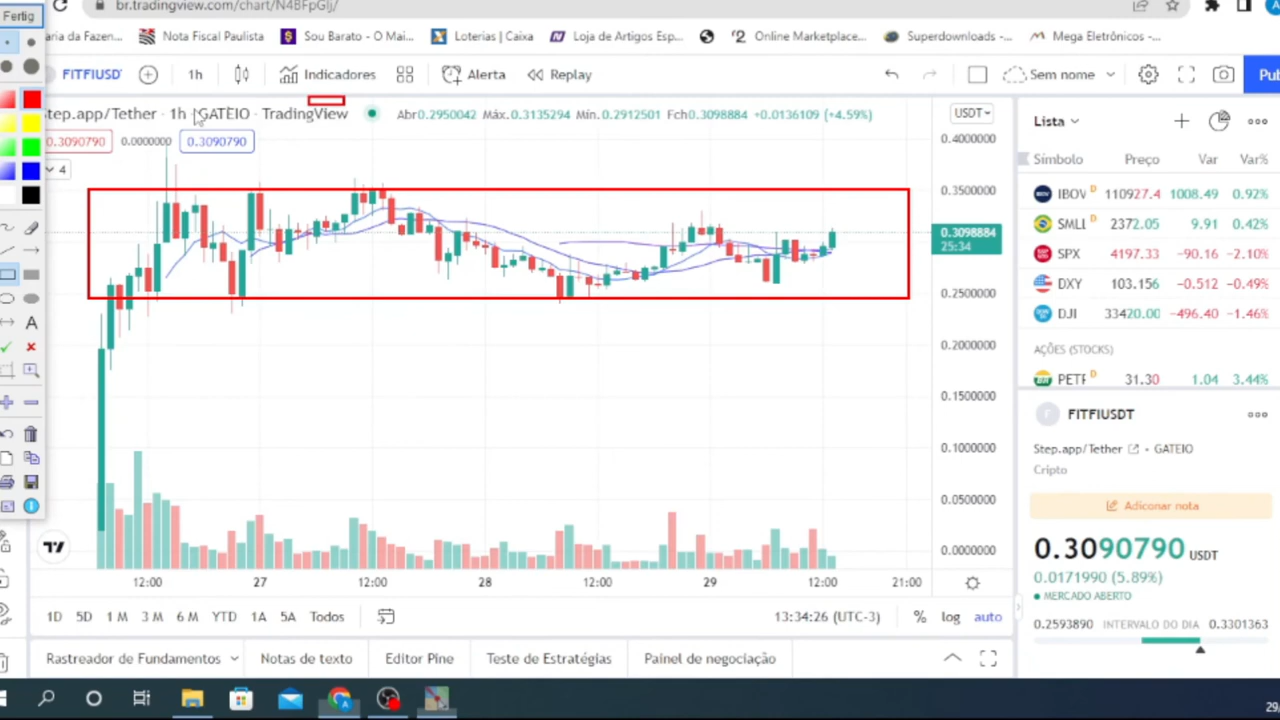 Fertig
br.tradingview.com/chart/N4BFpGlj/
aria da Fazen...
Nota Fiscal Paulista
Sou Barato - O Mai...
Loterias | Caixa
Loja de Artigos Esp...
Online Marketplace...
Superdownloads -...
Mega Eletrônicos -...
FITFIUSDT
1h
Indicadores
Alerta
Replay
Sem nome
Pub
Step.app/Tether · 1h · GATEIO · TradingView
Abr0.2950042 Máx.0.3135294 Mín.0.2912501 Fch0.3098884 +0.0136109 (+4.59%)
USDT
0.3090790
0.0000000
0.3090790
4
0.4000000
0.3500000
0.3098884
25:34
0.2500000
0.2000000
0.1500000
0.1000000
0.0500000
0.0000000
12:00
27
12:00
28
12:00
29
12:00
21:00
1D
5D
1 M
3 M
6 M
YTD
1A
5A
Todos
13:34:26 (UTC-3)
%
log
auto
Rastreador de Fundamentos
Notas de texto
Editor Pine
Teste de Estratégias
Painel de negociação
Lista
Símbolo Preço Var Var%
IBOV D 110927.4 1008.49 0.92%
SMLL 2372.05 9.91 0.42%
SPX 4197.33 -90.16 -2.10%
DXY 103.156 -0.512 -0.49%
DJI 33420.00 -496.40 -1.46%
AÇÕES (STOCKS)
PETR D 31.30 1.04 3.44%
F FITFIUSDT
Step.app/Tether · GATEIO
Cripto
Adicionar nota
0.3090790 USDT
0.0171990 (5.89%)
MERCADO ABERTO
0.2593890 INTERVALO DO DIA 0.3301363
A
29/